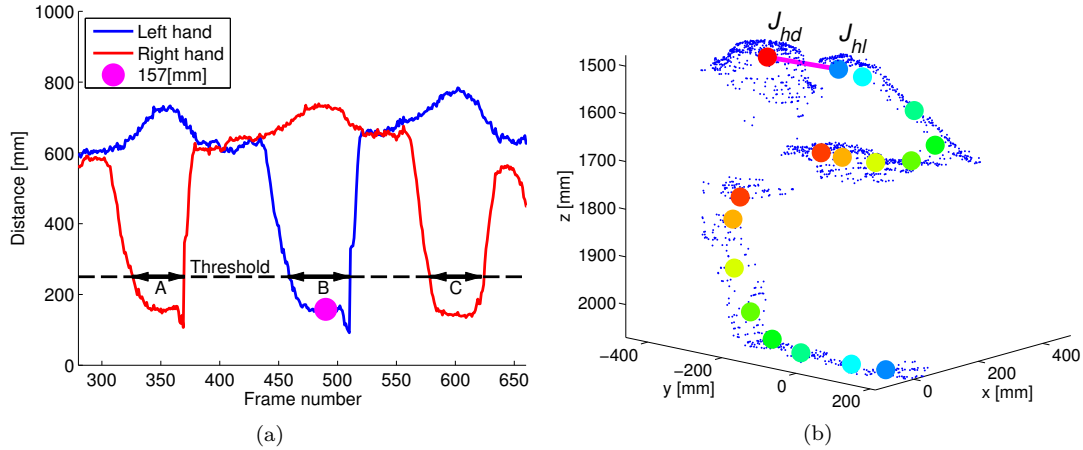 1000
800
600
400
200
0
Distance [mm]
Left hand
Right hand
157[mm]
Threshold
A
B
C
300
350
400
450
500
550
600
650
Frame number
(a)
J_hd
J_hl
1500
1600
1700
1800
1900
2000
z [mm]
−400
−200
0
200
y [mm]
0
200
400
x [mm]
(b)